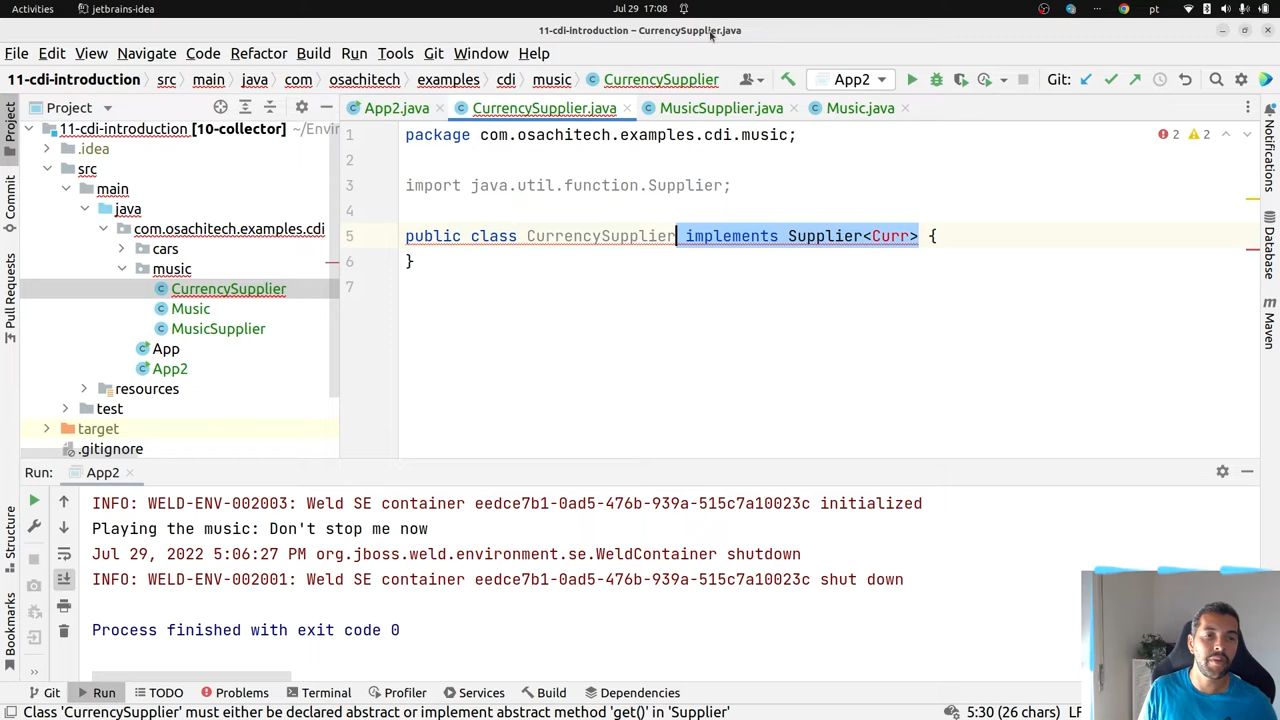 Activities
jetbrains-idea
Jul 29 17:08
pt
11-cdi-introduction – CurrencySupplier.java
File Edit View Navigate Code Refactor Build Run Tools Git Window Help
11-cdi-introduction src main java com osachitech examples cdi music CurrencySupplier
App2
Git:
Project
App2.java
CurrencySupplier.java
MusicSupplier.java
Music.java
11-cdi-introduction [10-collector] ~/Envi
.idea
src
main
java
com.osachitech.examples.cdi
cars
music
CurrencySupplier
Music
MusicSupplier
App
App2
resources
test
target
.gitignore
1 package com.osachitech.examples.cdi.music;
2
3 import java.util.function.Supplier;
4
5 public class CurrencySupplier implements Supplier<Curr> {
6 }
7
2 2
Project
Commit
Pull Requests
Structure
Bookmarks
Notifications
Database
Maven
Run: App2
INFO: WELD-ENV-002003: Weld SE container eedce7b1-0ad5-476b-939a-515c7a10023c initialized
Playing the music: Don't stop me now
Jul 29, 2022 5:06:27 PM org.jboss.weld.environment.se.WeldContainer shutdown
INFO: WELD-ENV-002001: Weld SE container eedce7b1-0ad5-476b-939a-515c7a10023c shut down
Process finished with exit code 0
Git Run TODO Problems Terminal Profiler Services Build Dependencies
Class 'CurrencySupplier' must either be declared abstract or implement abstract method 'get()' in 'Supplier'
5:30 (26 chars)
LF